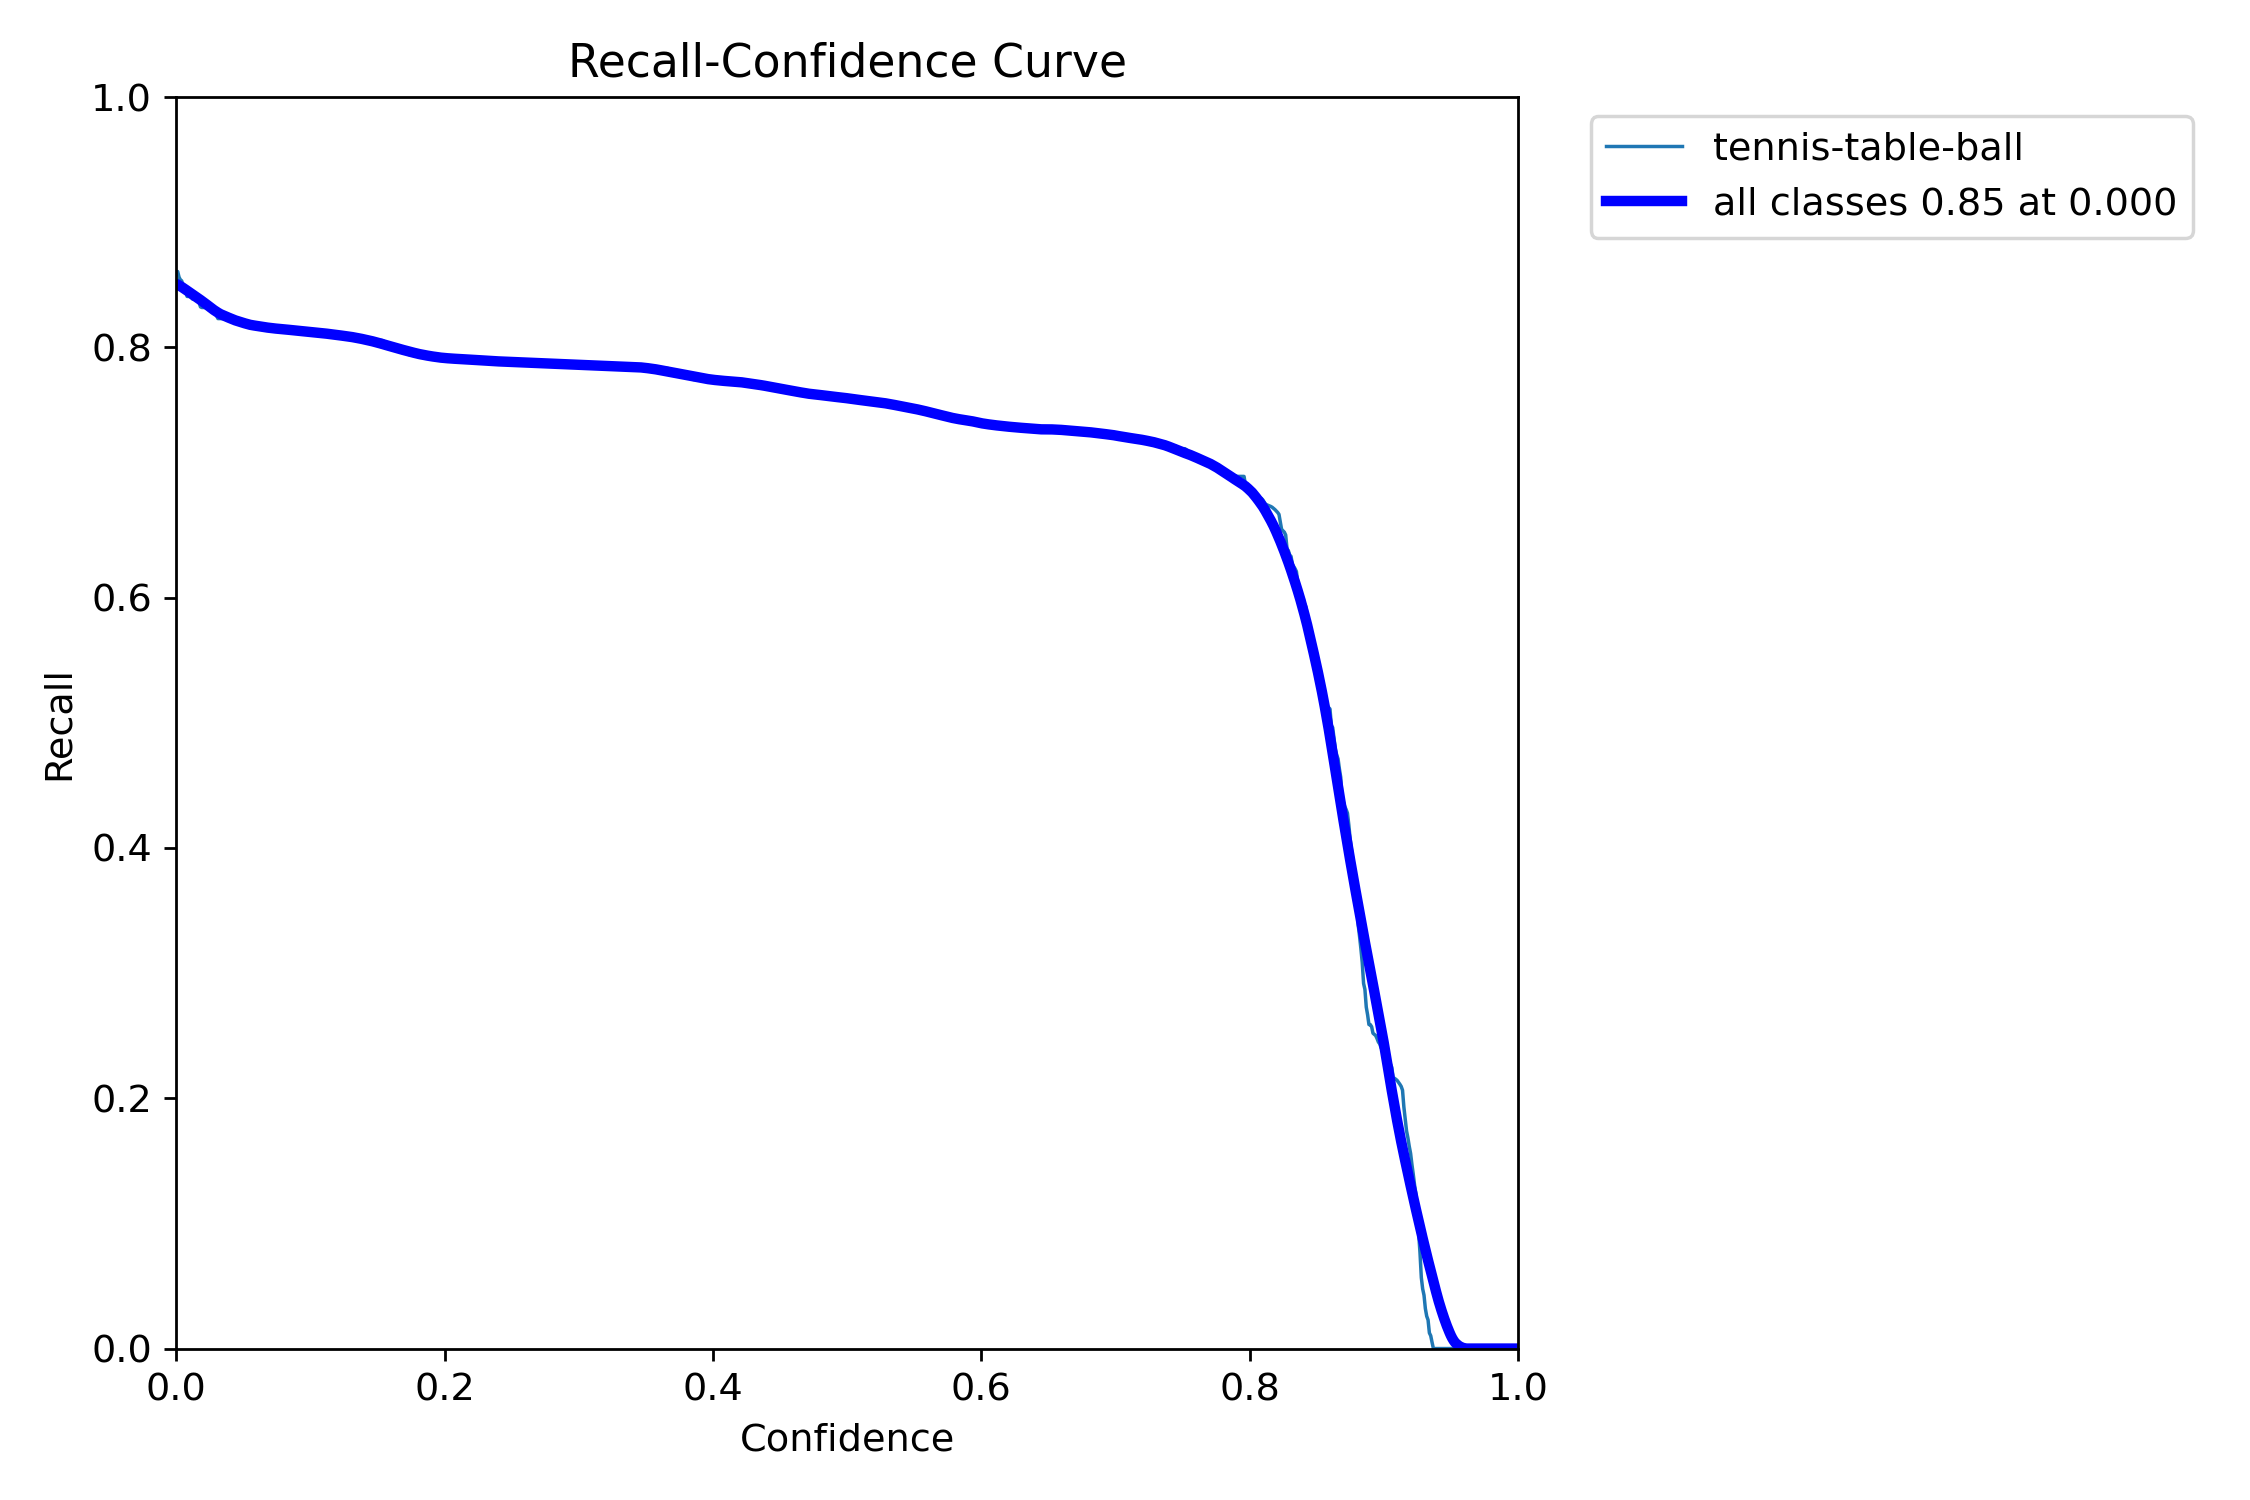 Recall-Confidence Curve
1.0
0.8
0.6
0.4
0.2
0.0
Recall
0.0 0.2 0.4 0.6 0.8 1.0
Confidence
tennis-table-ball
all classes 0.85 at 0.000